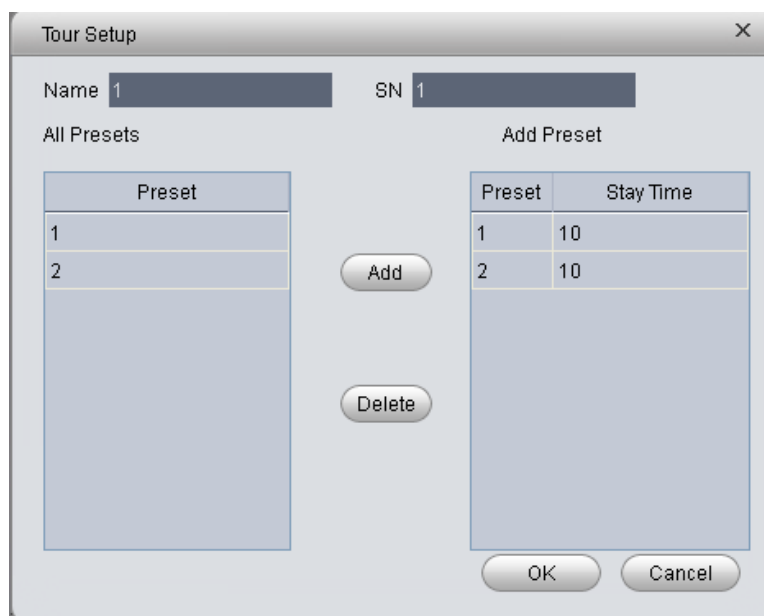 Tour Setup ×
Name 1 SN 1
All Presets Add Preset
Preset Preset Stay Time
1 1 10
2 Add 2 10
Delete
OK Cancel